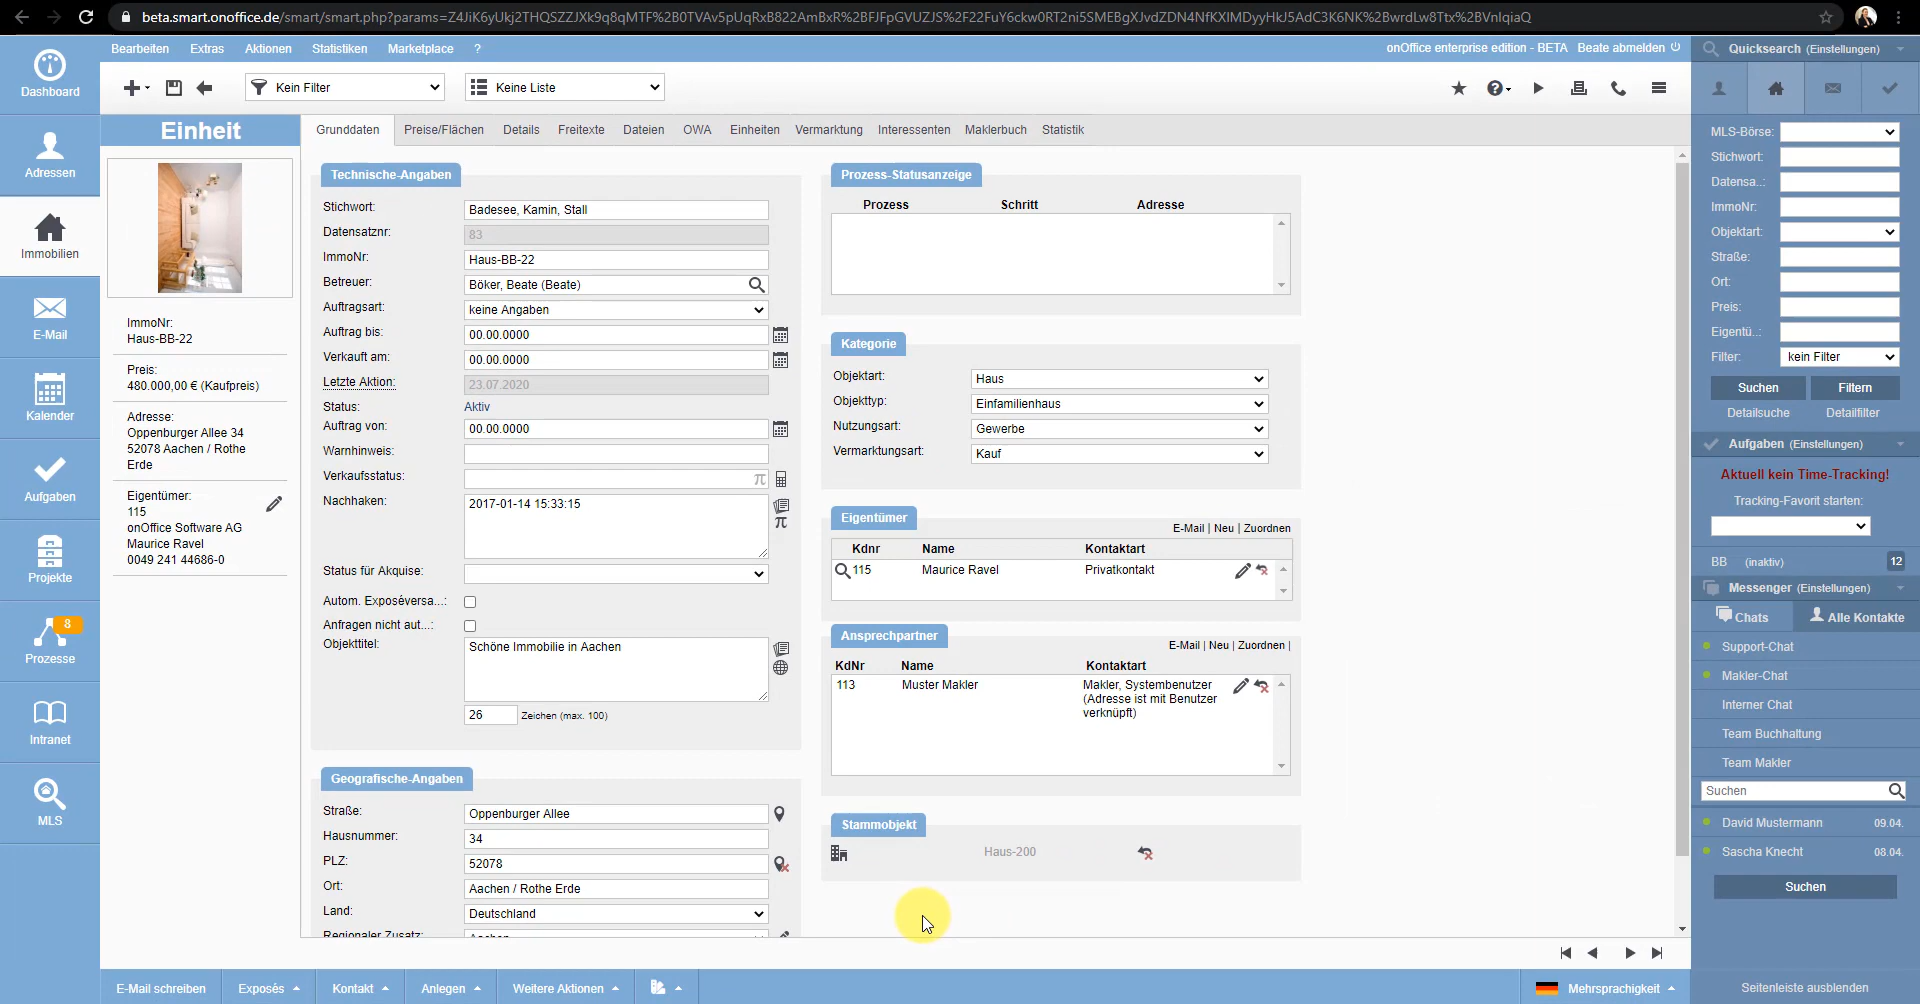 beta.smart.onoffice.de/smart/smart.php?params=Z4JiK6yUkj2THQSZZJXk9q8qMTF%2B0TVAv5pUqRxB822AmBxR%2BFJFpGVUZJS%2F22FuY6ckw0RT2ni5SMEBgXJvdZDN4NfKXIMDyyHkJ5AdC3K6NK%2BwrdLw8Ttx%2BVnIqiaQ
Bearbeiten Extras Aktionen Statistiken Marketplace ?
onOffice enterprise edition - BETA Beate abmelden
Kein Filter
Keine Liste
Dashboard
Adressen
Immobilien
E-Mail
Kalender
Aufgaben
Projekte
8
Prozesse
Intranet
MLS
Einheit
ImmoNr:
Haus-BB-22
Preis:
480.000,00 € (Kaufpreis)
Adresse:
Oppenburger Allee 34
52078 Aachen / Rothe
Erde
Eigentümer:
115
onOffice Software AG
Maurice Ravel
0049 241 44686-0
Grunddaten Preise/Flächen Details Freitexte Dateien OWA Einheiten Vermarktung Interessenten Maklerbuch Statistik
Technische-Angaben
Stichwort: Badesee, Kamin, Stall
Datensatznr: 83
ImmoNr: Haus-BB-22
Betreuer: Böker, Beate (Beate)
Auftragsart: keine Angaben
Auftrag bis: 00.00.0000
Verkauft am: 00.00.0000
Letzte Aktion: 23.07.2020
Status: Aktiv
Auftrag von: 00.00.0000
Warnhinweis:
Verkaufsstatus: π
Nachhaken: 2017-01-14 15:33:15
π
Status für Akquise:
Autom. Exposéversa...:
Anfragen nicht aut...:
Objekttitel: Schöne Immobilie in Aachen
26 Zeichen (max. 100)
Geografische-Angaben
Straße: Oppenburger Allee
Hausnummer: 34
PLZ: 52078
Ort: Aachen / Rothe Erde
Land: Deutschland
Regionaler Zusatz: Aachen
Prozess-Statusanzeige
Prozess Schritt Adresse
Kategorie
Objektart: Haus
Objekttyp: Einfamilienhaus
Nutzungsart: Gewerbe
Vermarktungsart: Kauf
Eigentümer
E-Mail | Neu | Zuordnen
Kdnr Name Kontaktart
115 Maurice Ravel Privatkontakt
Ansprechpartner
E-Mail | Neu | Zuordnen |
KdNr Name Kontaktart
113 Muster Makler Makler, Systembenutzer
(Adresse ist mit Benutzer
verknüpft)
Stammobjekt
Haus-200
Quicksearch (Einstellungen)
MLS-Börse:
Stichwort:
Datensa..:
ImmoNr:
Objektart:
Straße:
Ort:
Preis:
Eigentü..:
Filter: kein Filter
Suchen Filtern
Detailsuche Detailfilter
Aufgaben (Einstellungen)
Aktuell kein Time-Tracking!
Tracking-Favorit starten:
BB (inaktiv) 12
Messenger (Einstellungen)
Chats Alle Kontakte
Support-Chat
Makler-Chat
Interner Chat
Team Buchhaltung
Team Makler
Suchen
David Mustermann 09.04.
Sascha Knecht 08.04.
Suchen
E-Mail schreiben Exposés Kontakt Anlegen Weitere Aktionen
Mehrsprachigkeit
Seitenleiste ausblenden